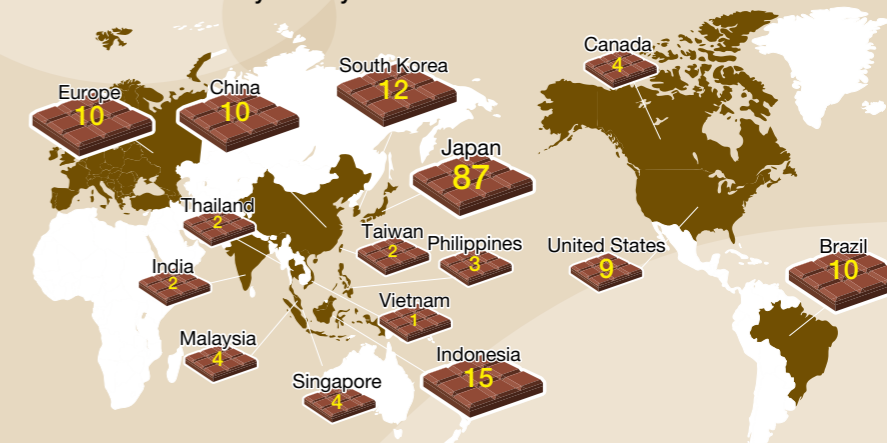 Canada
4
South Korea
12
China
10
Europe
10
Japan
87
Thailand
2
Taiwan
2
Philippines
3
United States
9
Brazil
10
India
2
Vietnam
1
Malaysia
4
Indonesia
15
Singapore
4